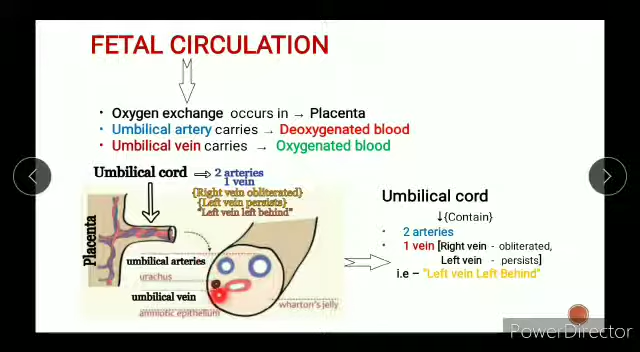 FETAL CIRCULATION
• Oxygen exchange occurs in → Placenta
• Umbilical artery carries → Deoxygenated blood
• Umbilical vein carries → Oxygenated blood
Umbilical cord ⟹ 2 arteries
1 vein
{Right vein obliterated}
{Left vein persists}
"Left vein left behind"
Placenta
umbilical arteries
urachus
umbilical vein
amniotic epithelium
wharton's jelly
Umbilical cord
↓{Contain}
• 2 arteries
• 1 vein [Right vein - obliterated,
Left vein - persists]
i.e – "Left vein Left Behind"
PowerDirector